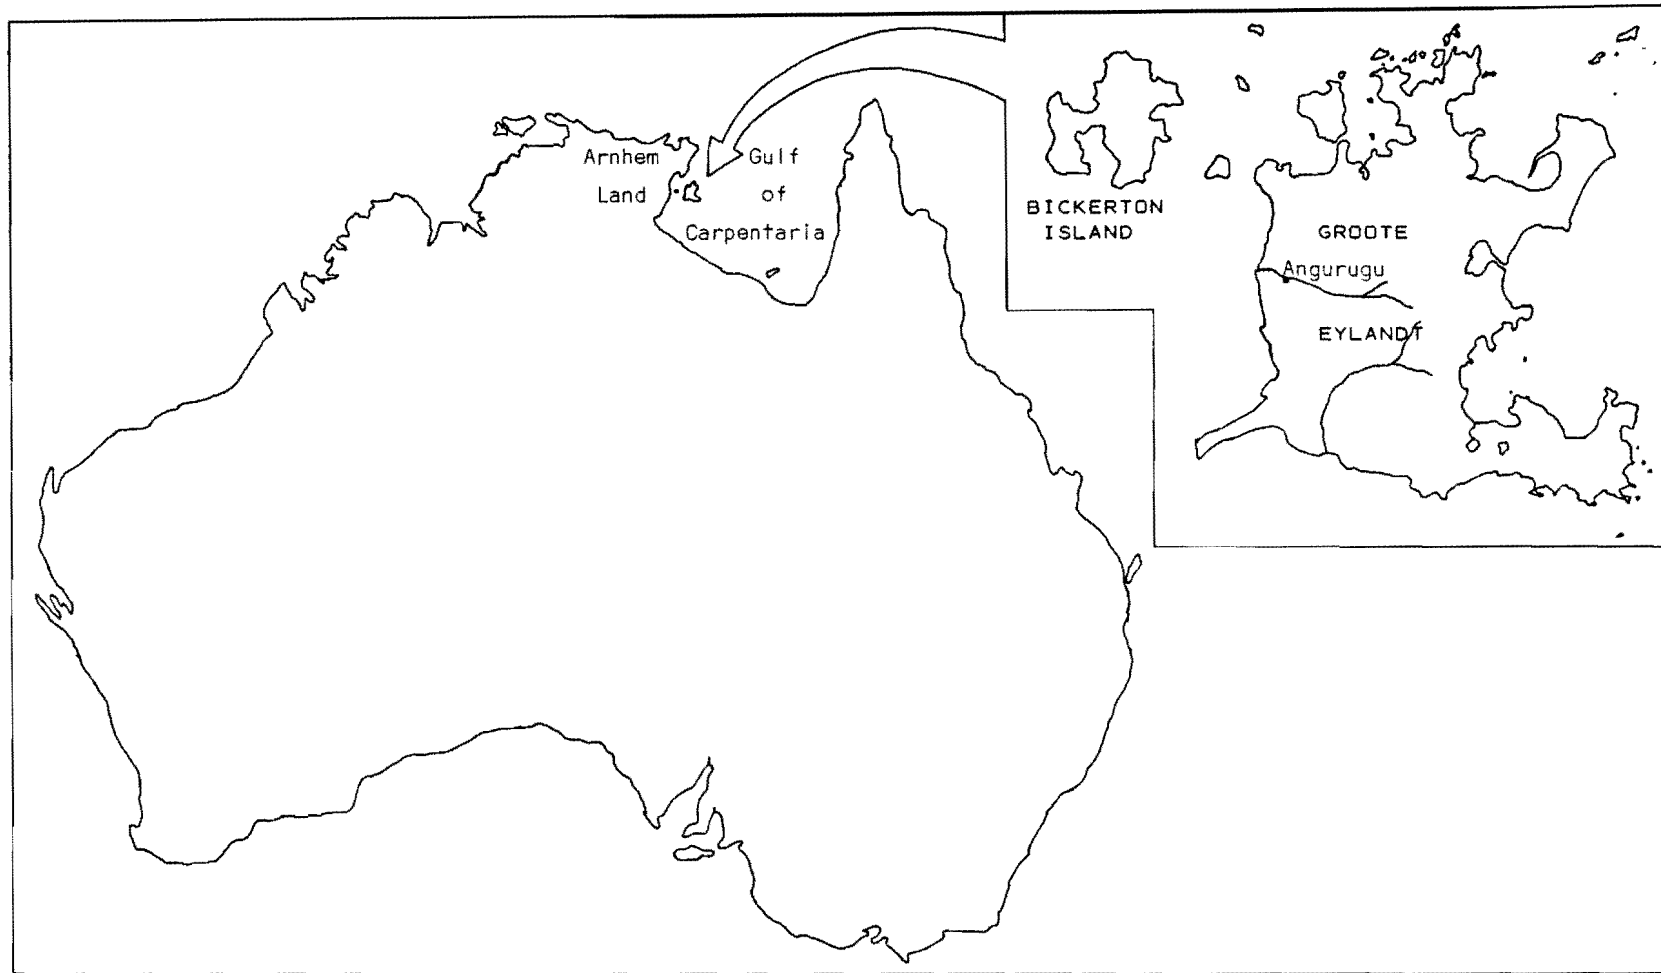 Arnhem
Land
Gulf
of
Carpentaria
BICKERTON
ISLAND
GROOTE
Angurugu
EYLANDT